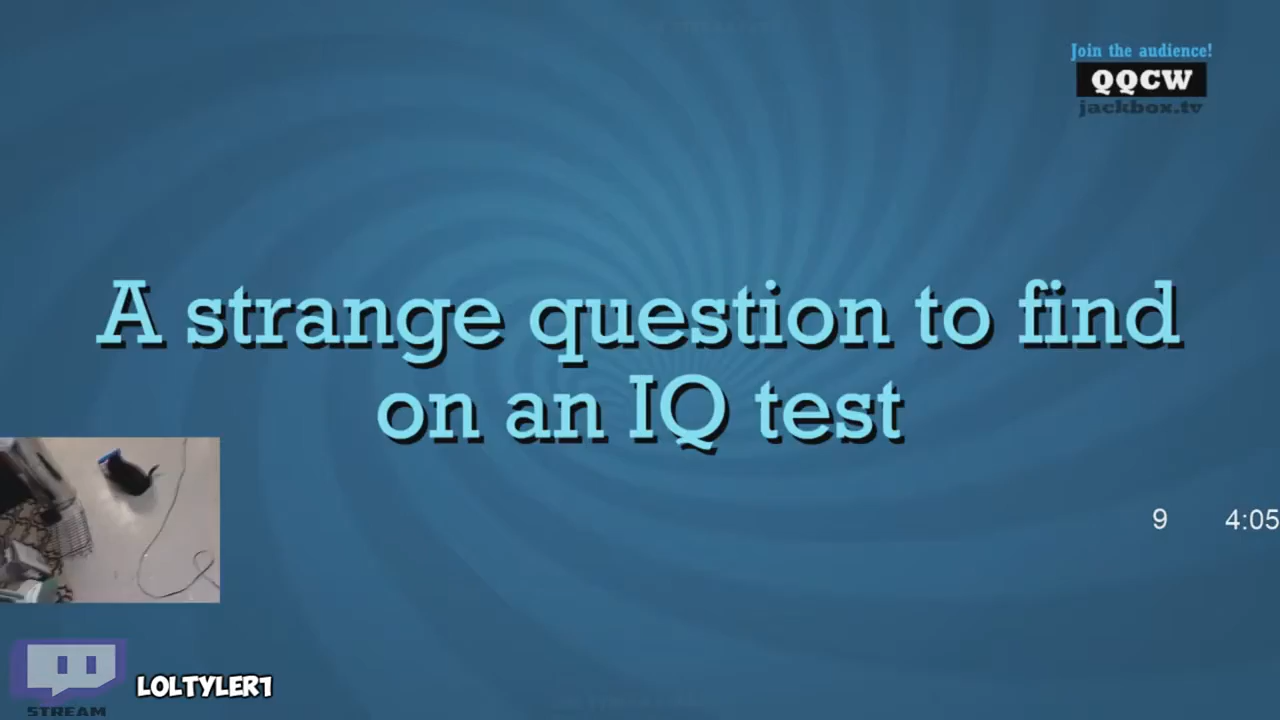 Join the audience!
QQCW
jackbox.tv
A strange question to find
on an IQ test
9 4:05
LOLTYLER1
STREAM